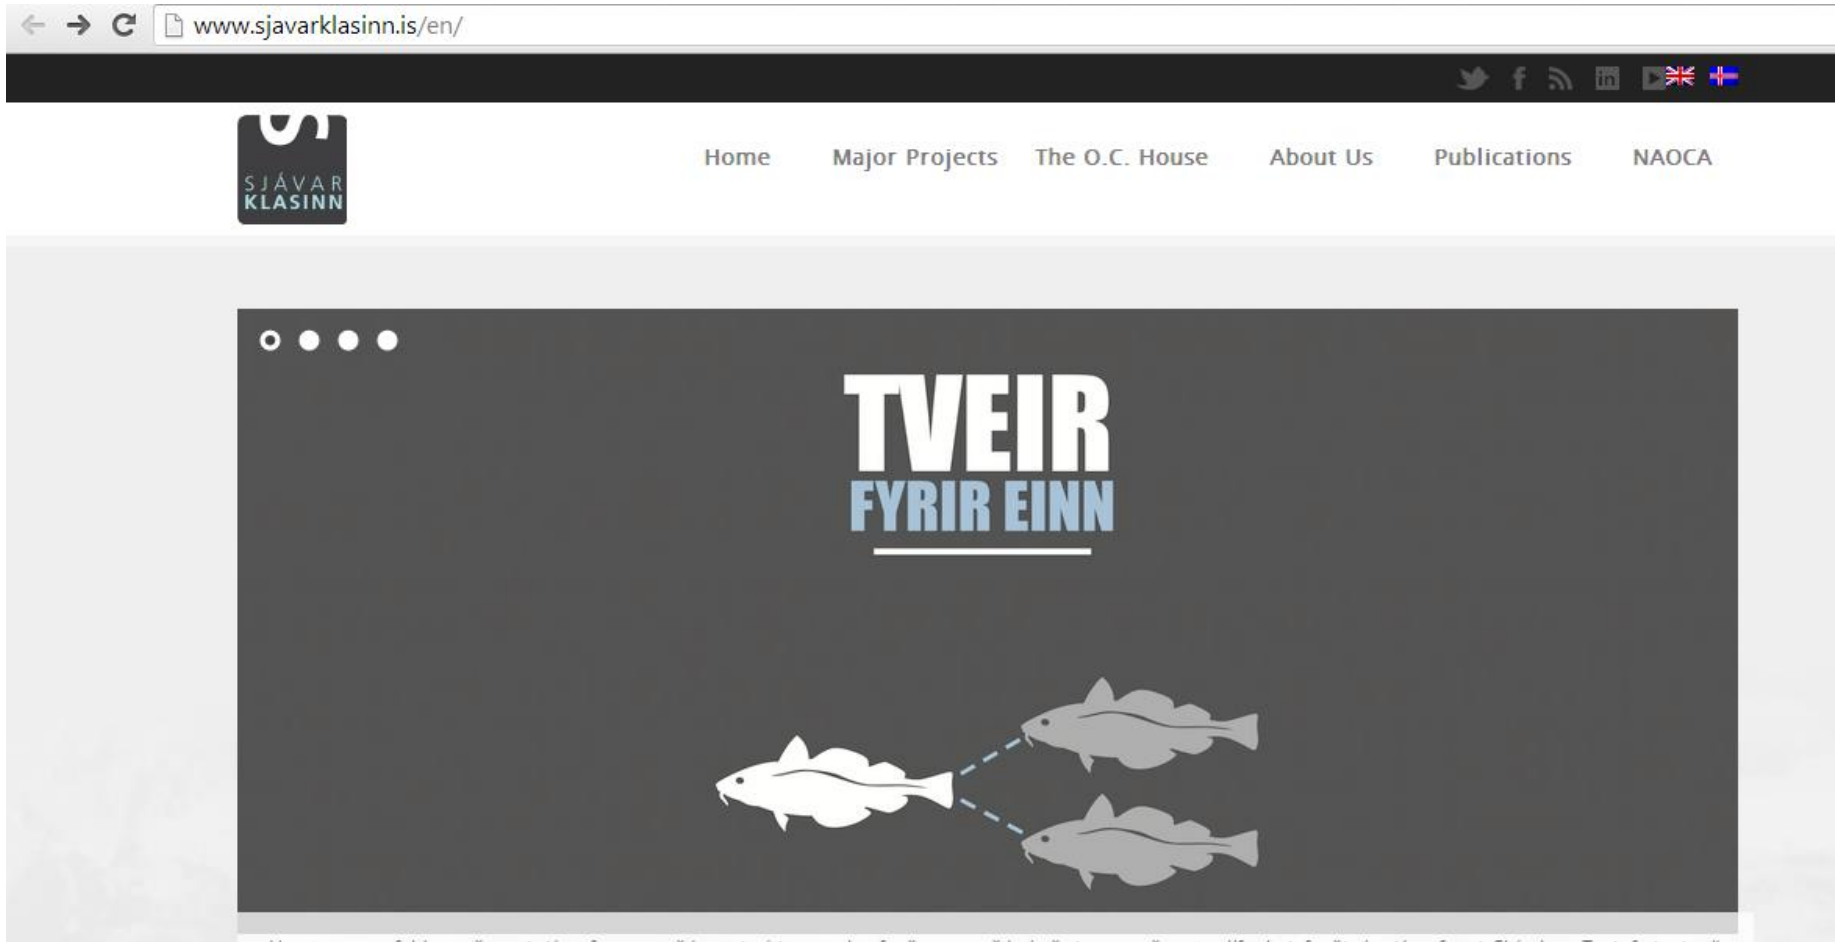 www.sjavarklasinn.is/en/
SJÁVAR
KLASINN
Home Major Projects The O.C. House About Us Publications NAOCA
TVEIR
FYRIR EINN